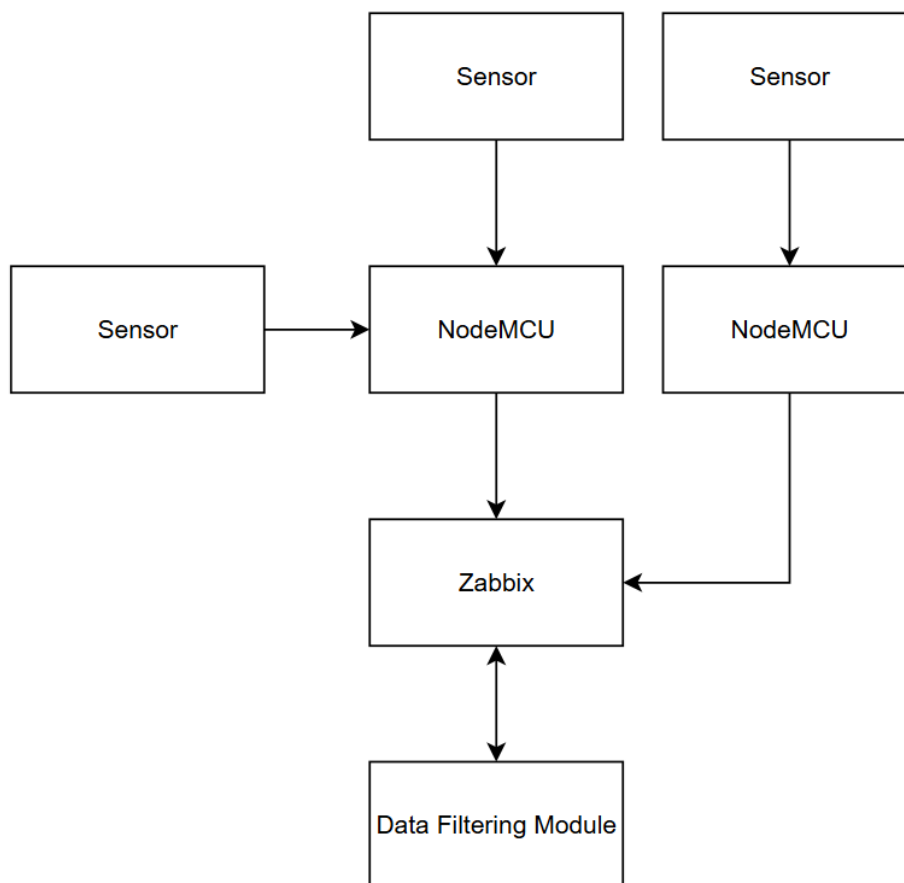 Sensor
Sensor
Sensor
NodeMCU
NodeMCU
Zabbix
Data Filtering Module